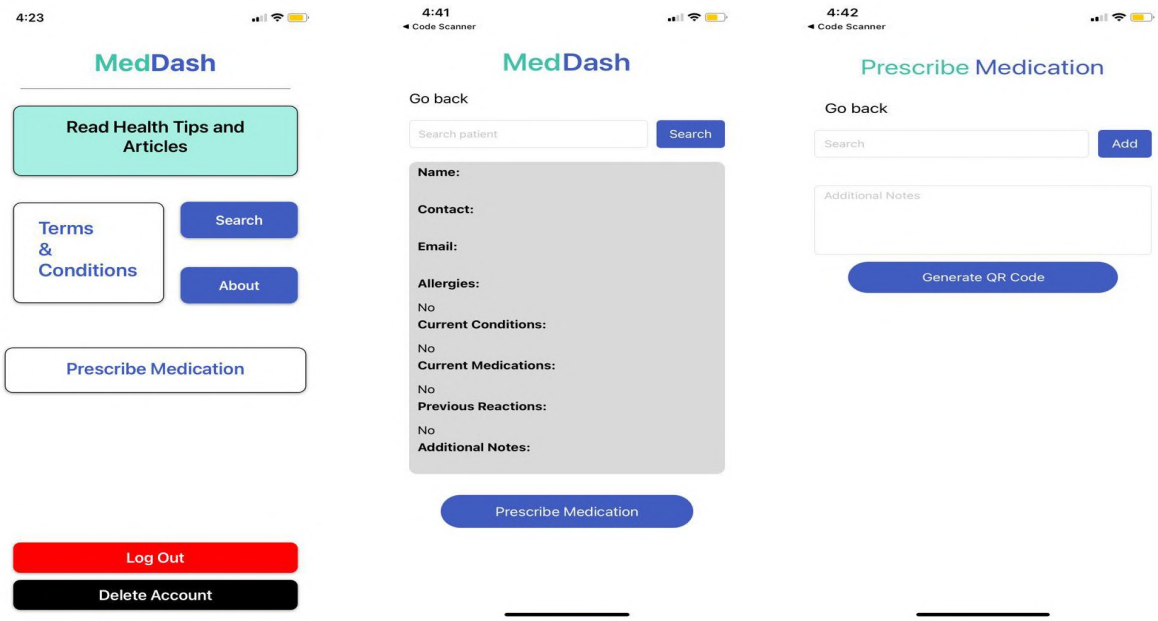 4:23
MedDash
Read Health Tips and
Articles
Terms
&
Conditions
Search
About
Prescribe Medication
Log Out
Delete Account
4:41
◄ Code Scanner
MedDash
Go back
Search patient
Search
Name:
Contact:
Email:
Allergies:
No
Current Conditions:
No
Current Medications:
No
Previous Reactions:
No
Additional Notes:
Prescribe Medication
4:42
◄ Code Scanner
Prescribe Medication
Go back
Search
Add
Additional Notes
Generate QR Code